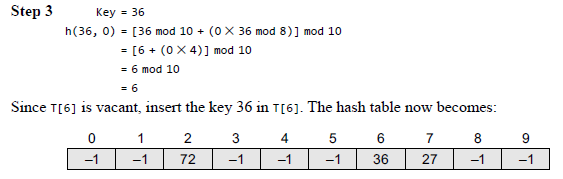 Step 3 Key = 36
h(36, 0) = [36 mod 10 + (0 × 36 mod 8)] mod 10
= [6 + (0 × 4)] mod 10
= 6 mod 10
= 6
Since T[6] is vacant, insert the key 36 in T[6]. The hash table now becomes:
0 1 2 3 4 5 6 7 8 9
–1 –1 72 –1 –1 –1 36 27 –1 –1